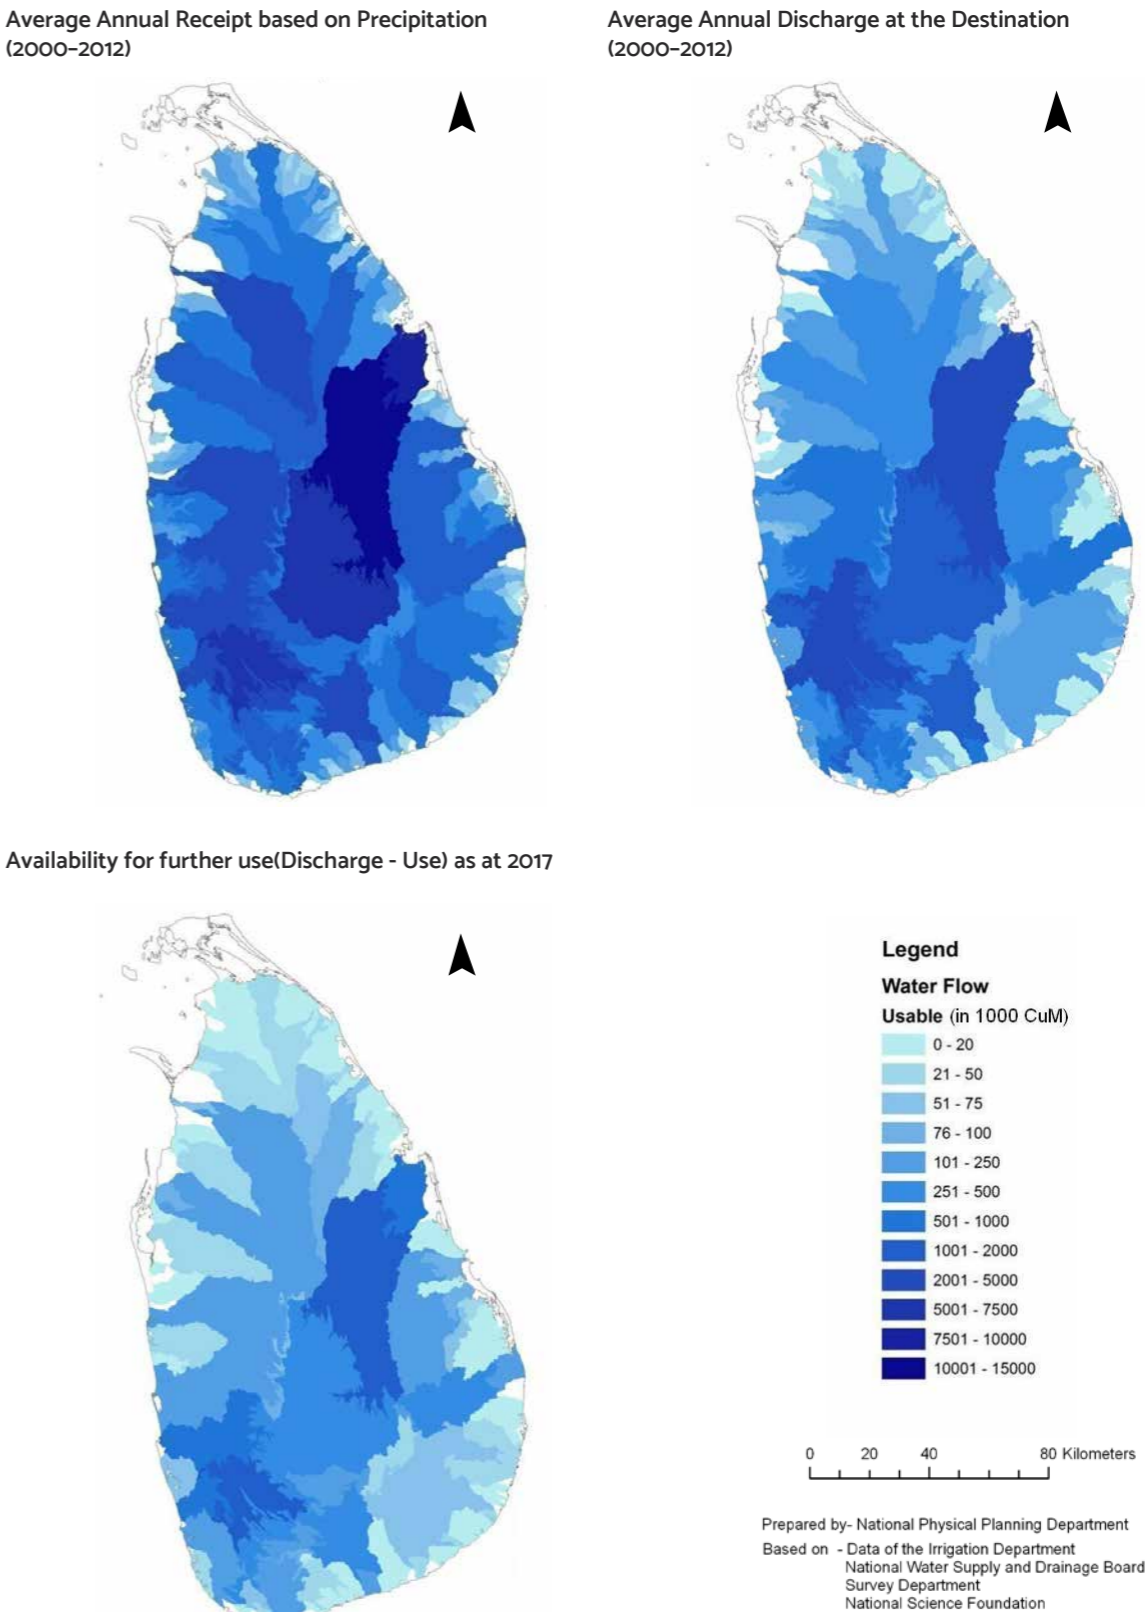 Average Annual Receipt based on Precipitation
(2000–2012)
Average Annual Discharge at the Destination
(2000–2012)
Availability for further use(Discharge - Use) as at 2017
Legend
Water Flow
Usable (in 1000 CuM)
0 - 20
21 - 50
51 - 75
76 - 100
101 - 250
251 - 500
501 - 1000
1001 - 2000
2001 - 5000
5001 - 7500
7501 - 10000
10001 - 15000
0 20 40 80 Kilometers
Prepared by- National Physical Planning Department
Based on - Data of the Irrigation Department
National Water Supply and Drainage Board
Survey Department
National Science Foundation